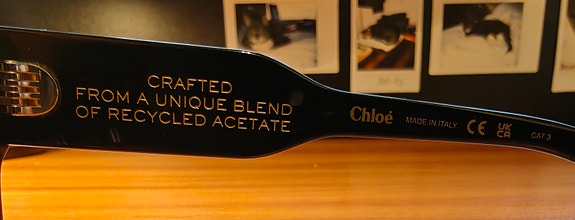 CRAFTED
FROM A UNIQUE BLEND
OF RECYCLED ACETATE
Chloé MADE IN ITALY CE UK CA CAT 3